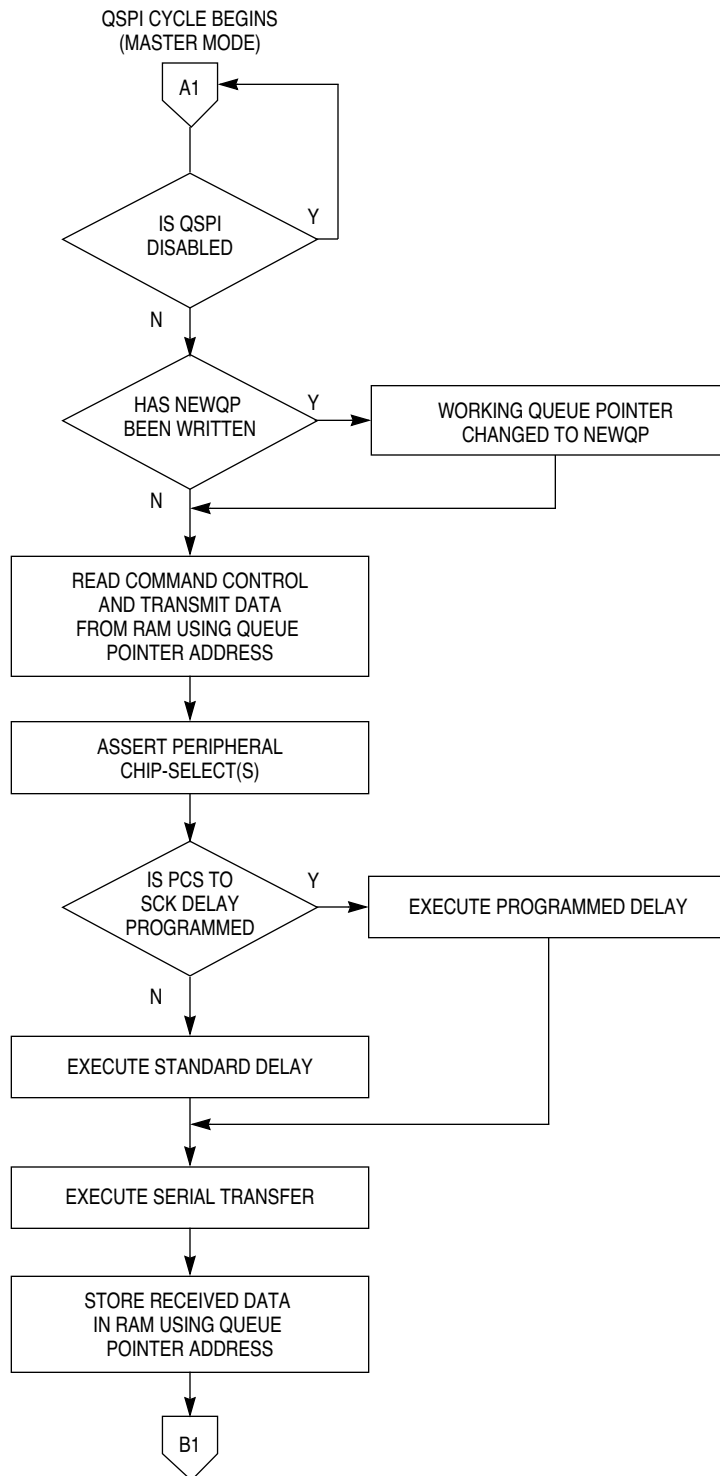 QSPI CYCLE BEGINS
(MASTER MODE)
A1
IS QSPI
DISABLED
Y
N
HAS NEWQP
BEEN WRITTEN
Y
WORKING QUEUE POINTER
CHANGED TO NEWQP
N
READ COMMAND CONTROL
AND TRANSMIT DATA
FROM RAM USING QUEUE
POINTER ADDRESS
ASSERT PERIPHERAL
CHIP-SELECT(S)
IS PCS TO
SCK DELAY
PROGRAMMED
Y
EXECUTE PROGRAMMED DELAY
N
EXECUTE STANDARD DELAY
EXECUTE SERIAL TRANSFER
STORE RECEIVED DATA
IN RAM USING QUEUE
POINTER ADDRESS
B1